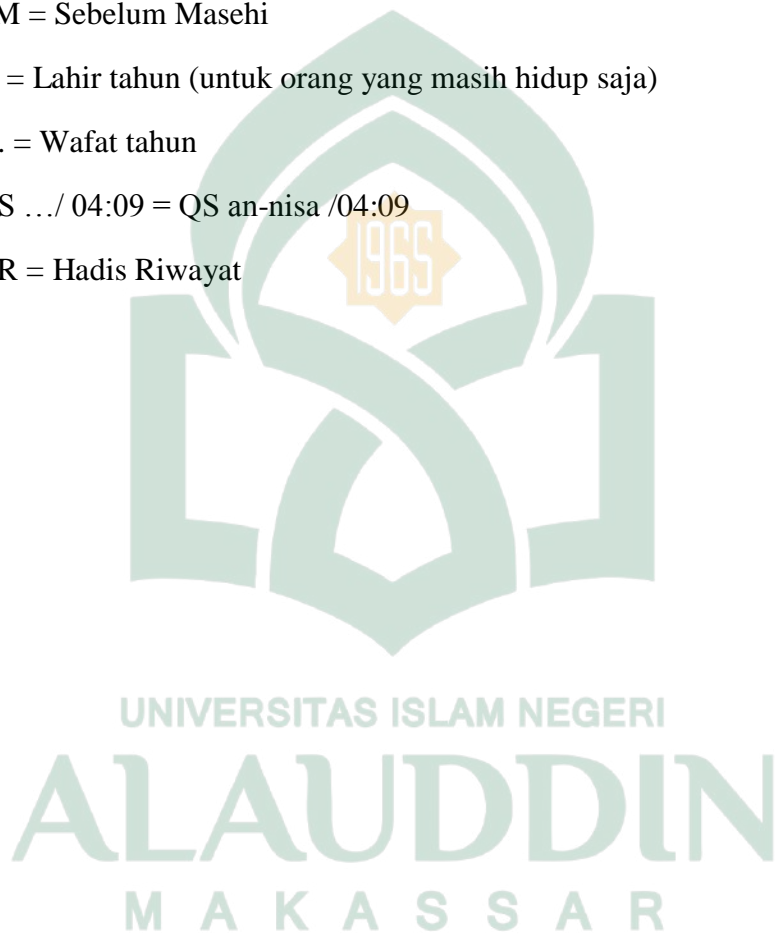 M = Sebelum Masehi
= Lahir tahun (untuk orang yang masih hidup saja)
. = Wafat tahun
S …/ 04:09 = QS an-nisa /04:09
R = Hadis Riwayat
1965
UNIVERSITAS ISLAM NEGERI
ALAUDDIN
MAKASSAR